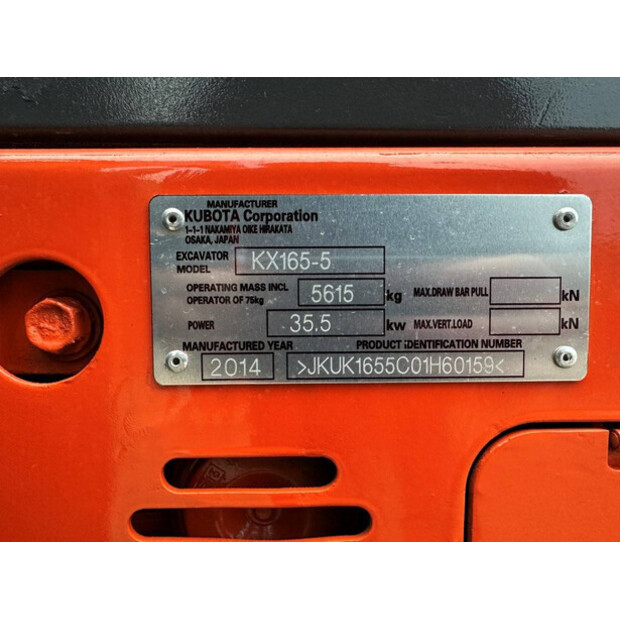 MANUFACTURER
KUBOTA Corporation
1-1-1 NAKAMIYA OIKE HIRAKATA
OSAKA, JAPAN
EXCAVATOR MODEL KX165-5
OPERATING MASS INCL OPERATOR OF 75kg 5615 kg MAX.DRAW BAR PULL kN
POWER 35.5 kw MAX.VERT.LOAD kN
MANUFACTURED YEAR PRODUCT iDENTIFICATION NUMBER
2014 >JKUK1655C01H60159<